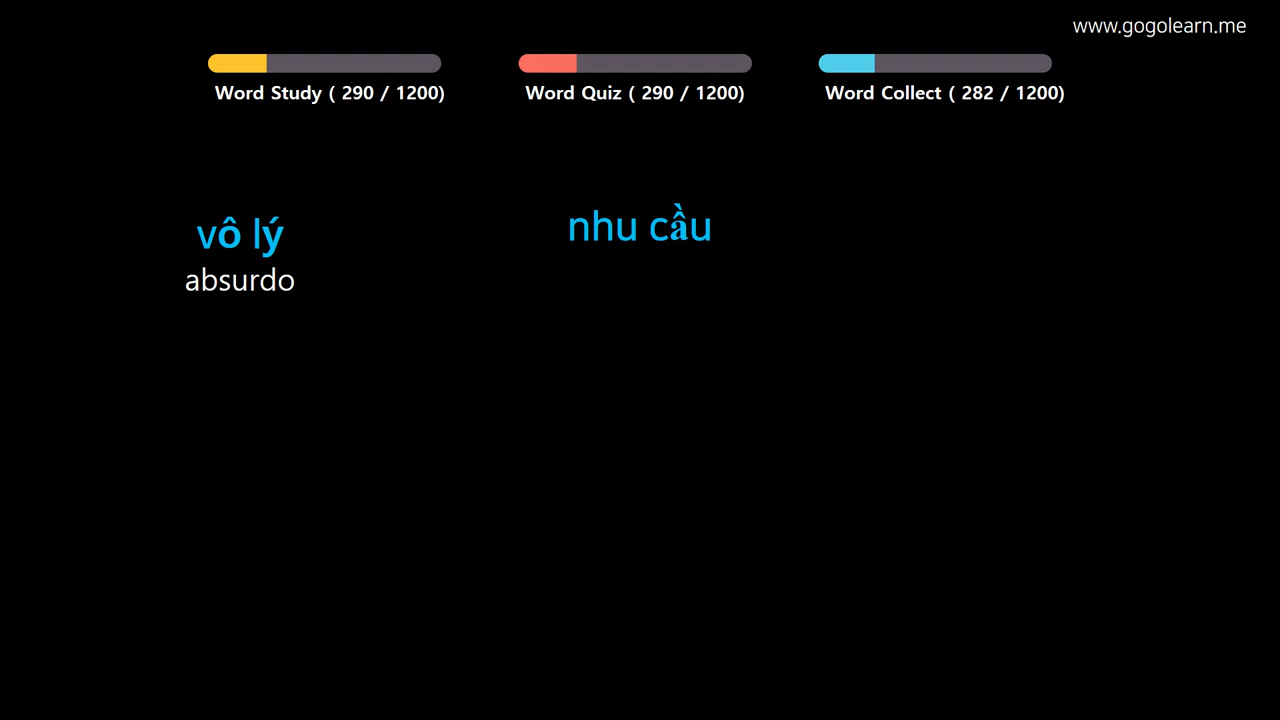 www.gogolearn.me
Word Study ( 290 / 1200)
Word Quiz ( 290 / 1200)
Word Collect ( 282 / 1200)
vô lý
absurdo
nhu cầu